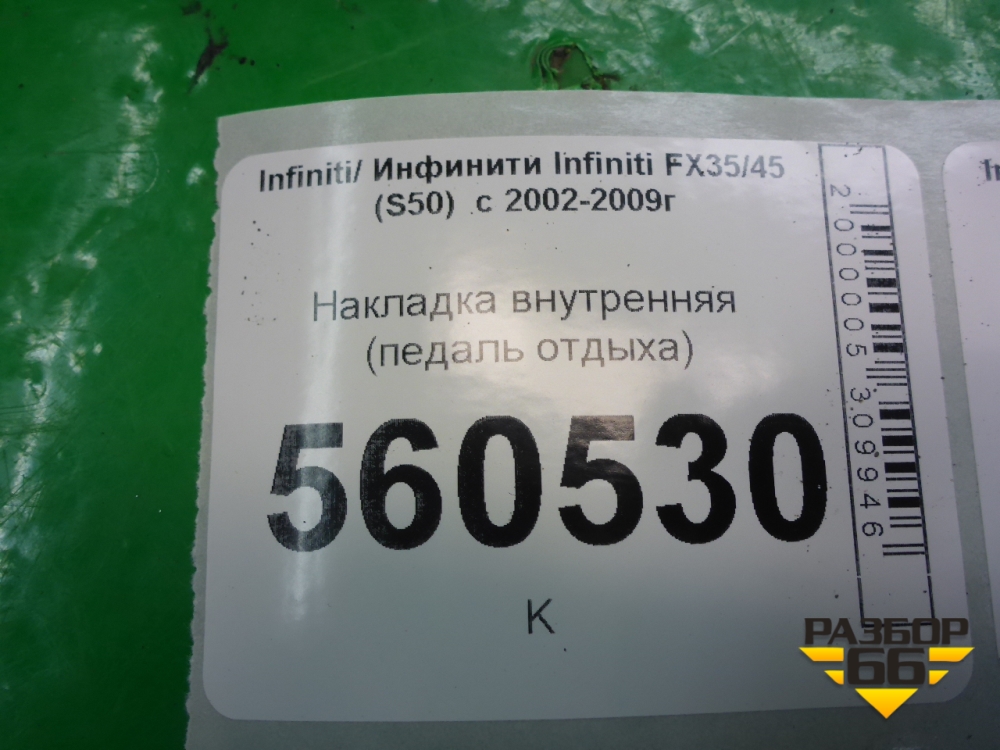 Infiniti/ Инфинити Infiniti FX35/45
(S50) с 2002-2009г
Накладка внутренняя
(педаль отдыха)
560530
К
2000005309946
РАЗБОР
66